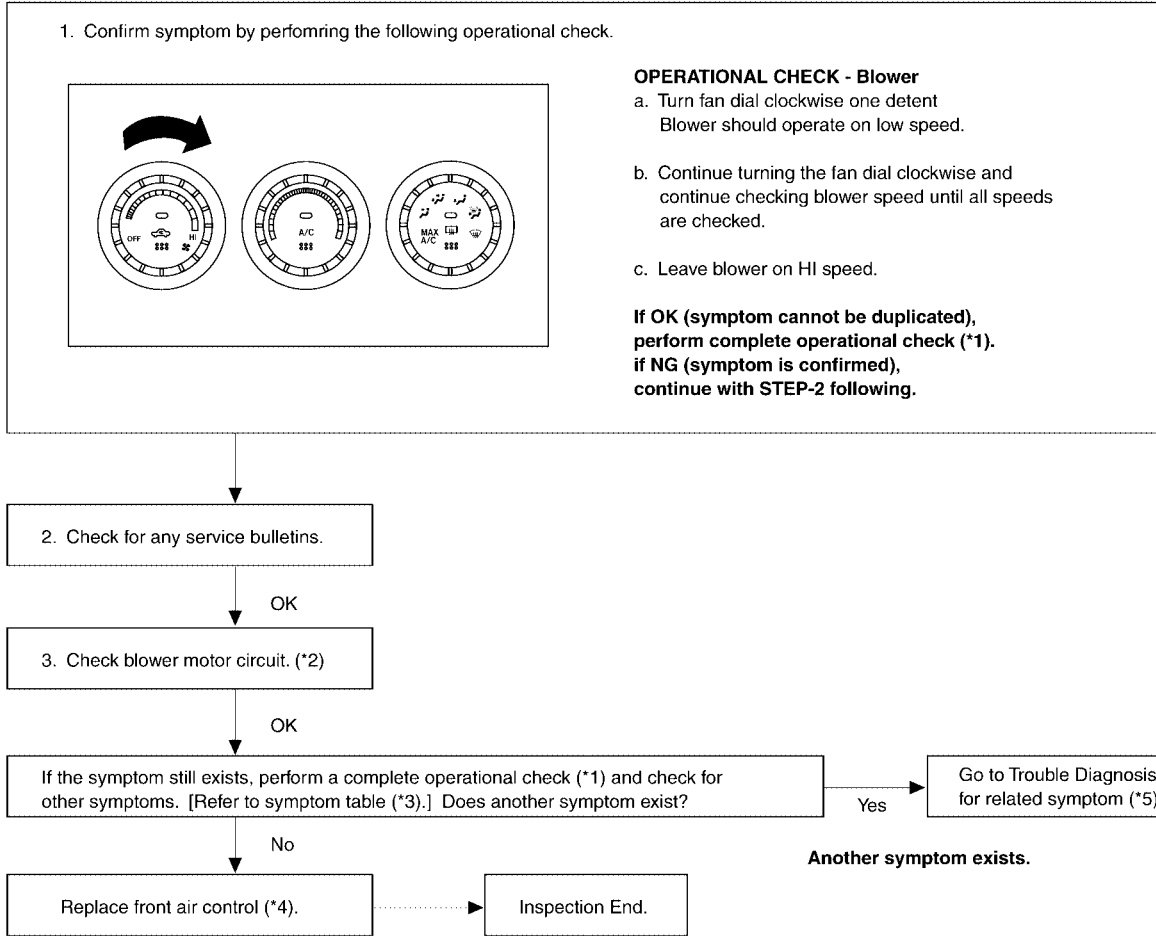 1. Confirm symptom by perfomring the following operational check.
OPERATIONAL CHECK - Blower
a. Turn fan dial clockwise one detent
Blower should operate on low speed.
b. Continue turning the fan dial clockwise and
continue checking blower speed until all speeds
are checked.
c. Leave blower on HI speed.
If OK (symptom cannot be duplicated),
perform complete operational check (*1).
if NG (symptom is confirmed),
continue with STEP-2 following.
OFF
HI
A/C
MAX
A/C
2. Check for any service bulletins.
OK
3. Check blower motor circuit. (*2)
OK
If the symptom still exists, perform a complete operational check (*1) and check for
other symptoms. [Refer to symptom table (*3).] Does another symptom exist?
Yes
Go to Trouble Diagnosis
for related symptom (*5)
Another symptom exists.
No
Replace front air control (*4).
Inspection End.